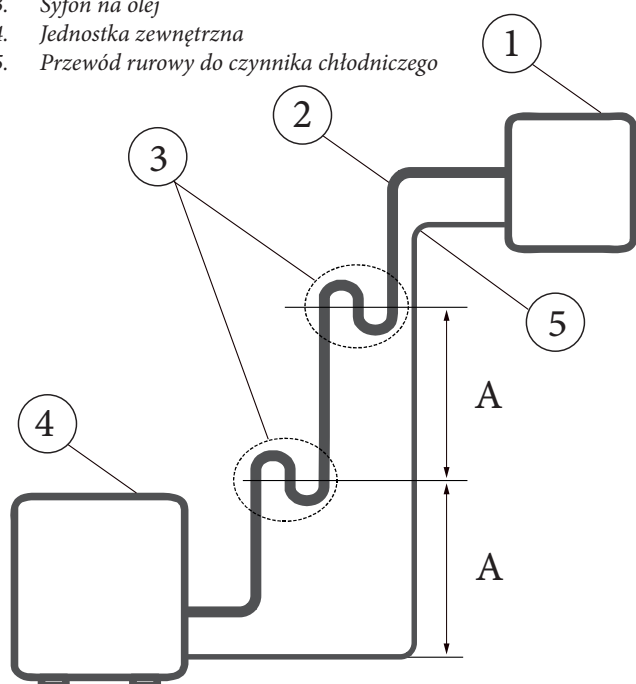 3. Syfon na olej
4. Jednostka zewnętrzna
5. Przewód rurowy do czynnika chłodniczego
1
2
3
5
A
4
A